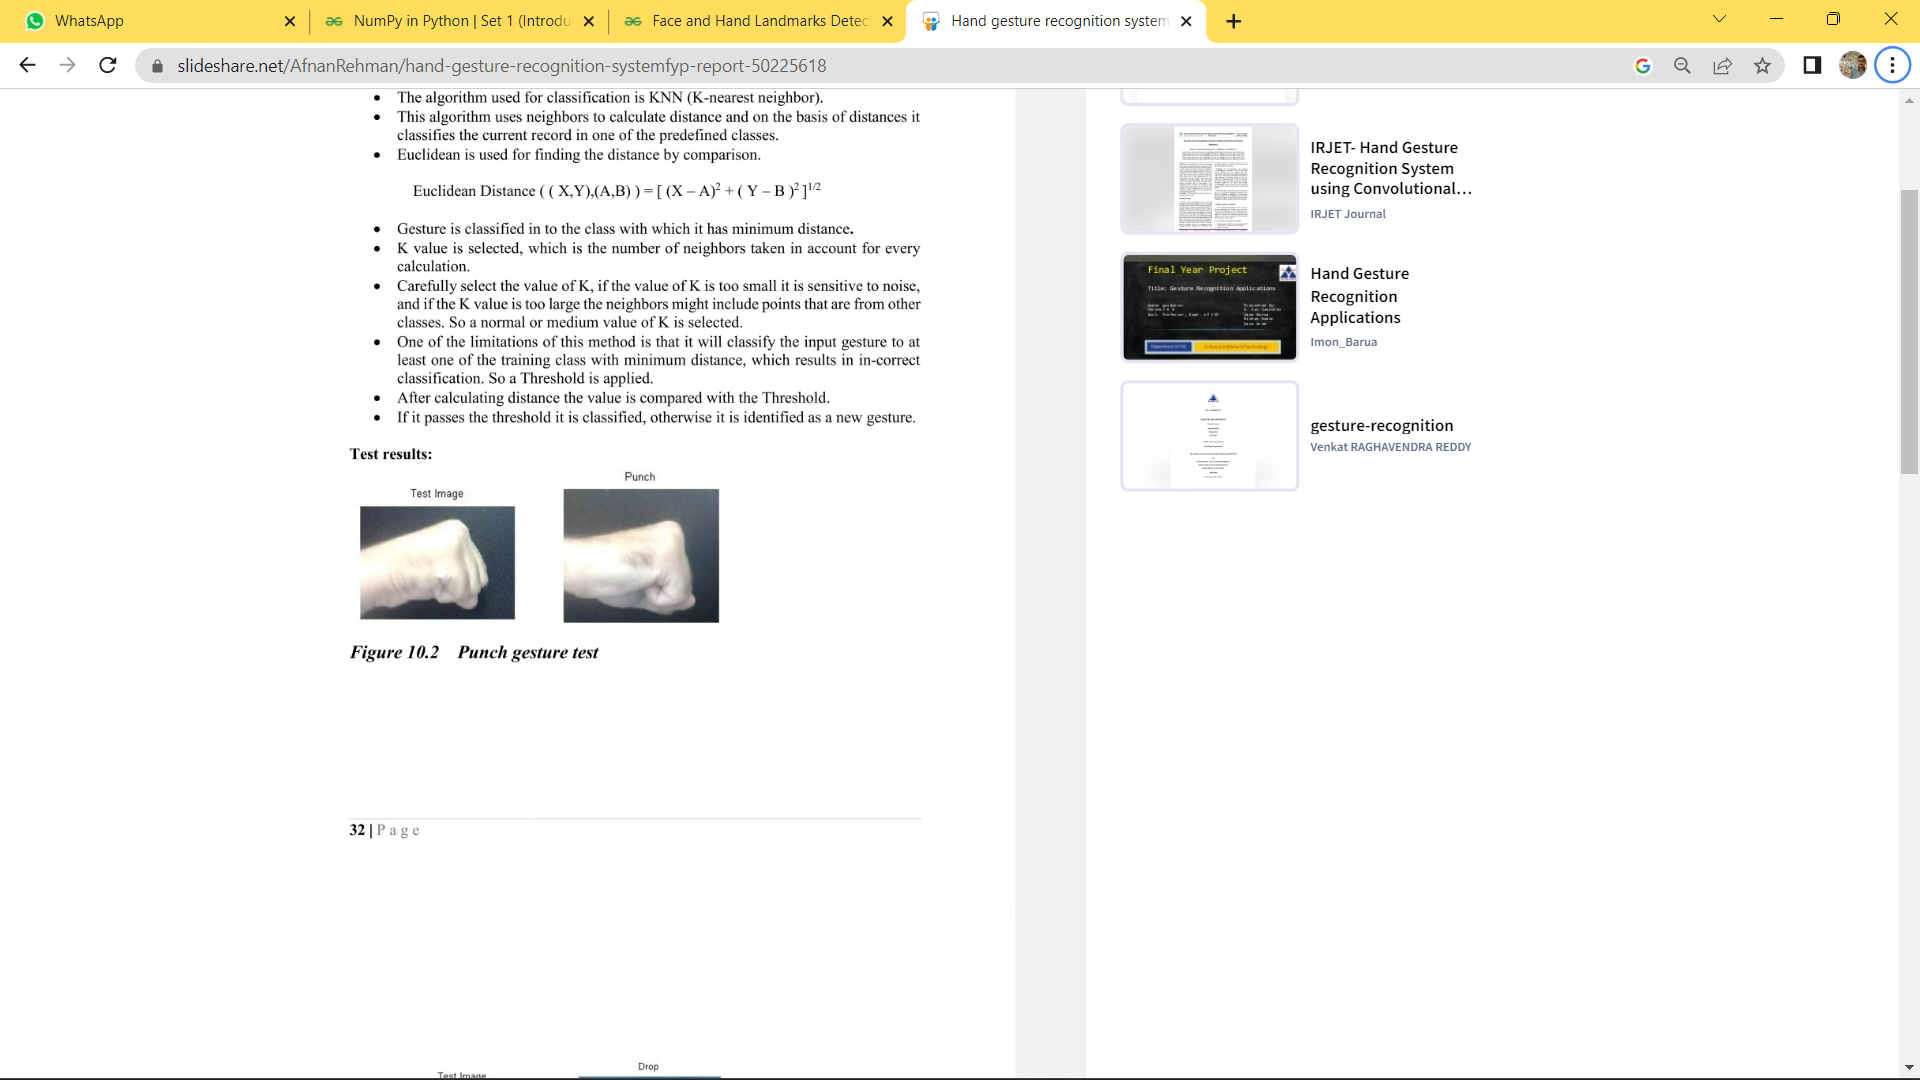 WhatsApp
NumPy in Python | Set 1 (Introdu
Face and Hand Landmarks Detec
Hand gesture recognition system
slideshare.net/AfnanRehman/hand-gesture-recognition-systemfyp-report-50225618
• The algorithm used for classification is KNN (K-nearest neighbor).
• This algorithm uses neighbors to calculate distance and on the basis of distances it
classifies the current record in one of the predefined classes.
• Euclidean is used for finding the distance by comparison.
Euclidean Distance ( ( X,Y),(A,B) ) = [ (X – A)² + ( Y – B )² ]¹/²
• Gesture is classified in to the class with which it has minimum distance.
• K value is selected, which is the number of neighbors taken in account for every
calculation.
• Carefully select the value of K, if the value of K is too small it is sensitive to noise,
and if the K value is too large the neighbors might include points that are from other
classes. So a normal or medium value of K is selected.
• One of the limitations of this method is that it will classify the input gesture to at
least one of the training class with minimum distance, which results in in-correct
classification. So a Threshold is applied.
• After calculating distance the value is compared with the Threshold.
• If it passes the threshold it is classified, otherwise it is identified as a new gesture.
Test results:
Test Image
Punch
Figure 10.2 Punch gesture test
32 | P a g e
Test Image
Drop
IRJET- Hand Gesture
Recognition System
using Convolutional…
IRJET Journal
Final Year Project
Title: Gesture Recognition Applications
Hand Gesture
Recognition
Applications
Imon_Barua
gesture-recognition
Venkat RAGHAVENDRA REDDY